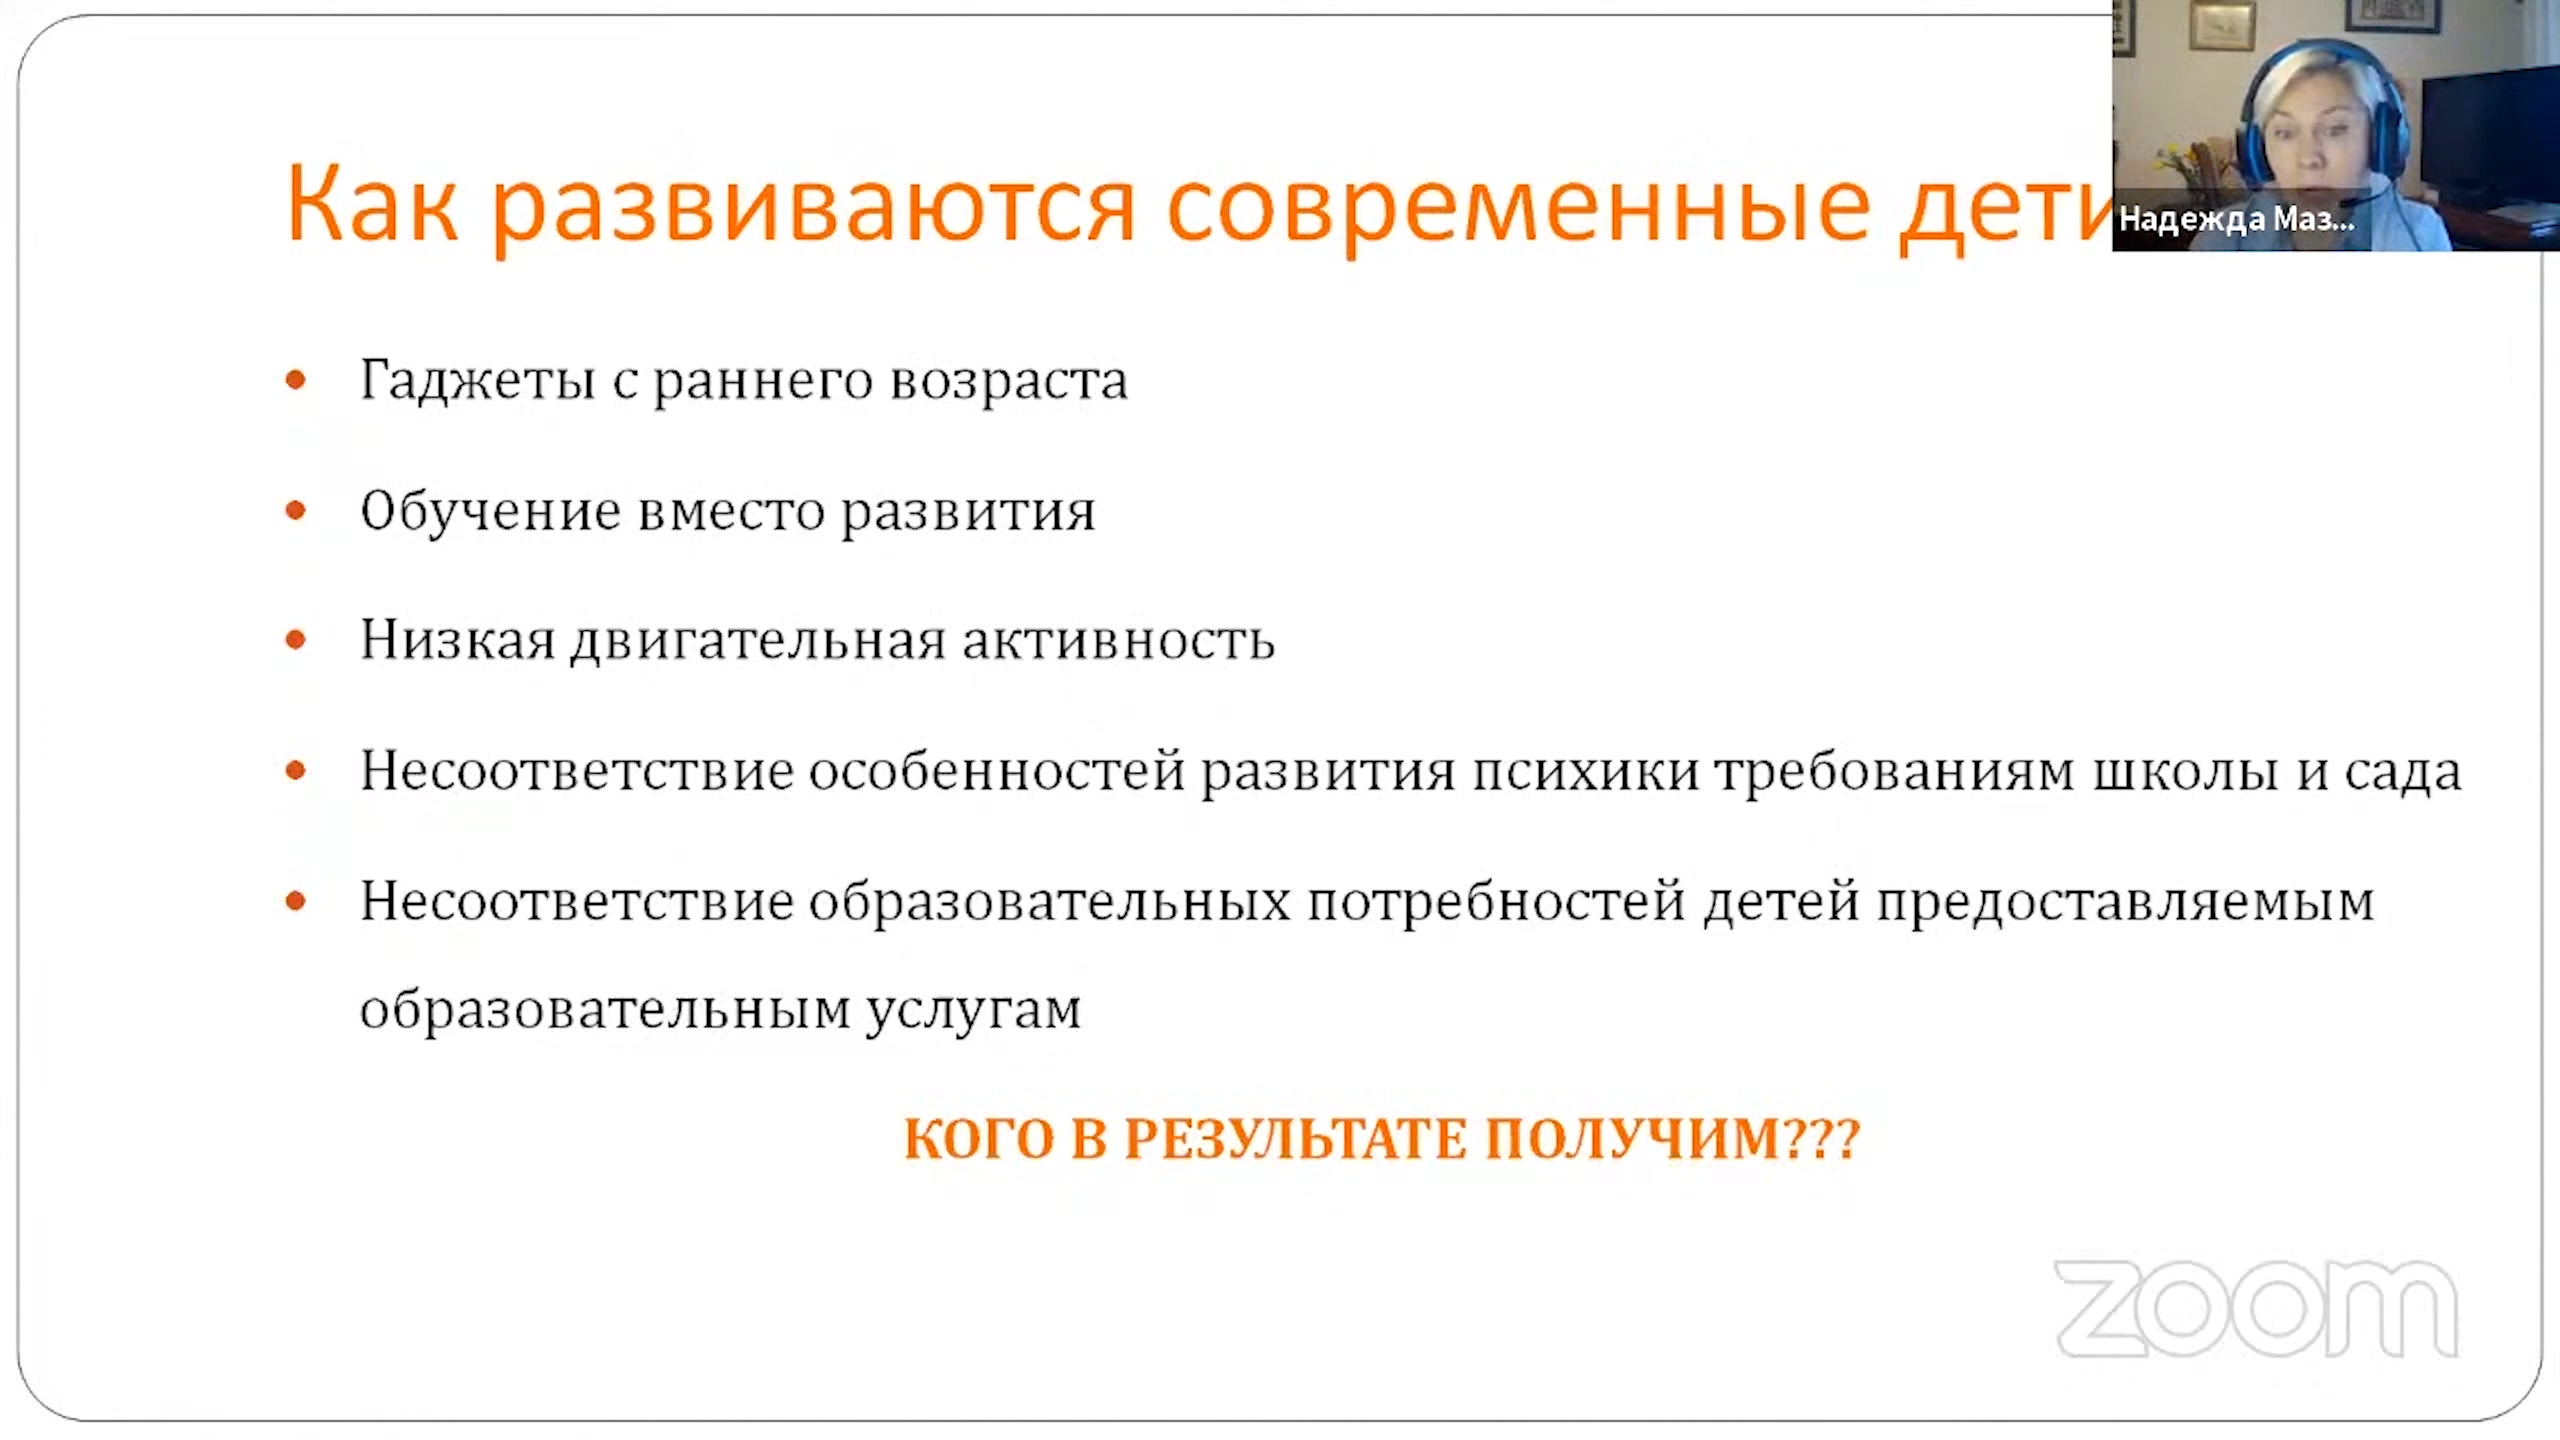 Как развиваются современные дети
Надежда Маз...
• Гаджеты с раннего возраста
• Обучение вместо развития
• Низкая двигательная активность
• Несоответствие особенностей развития психики требованиям школы и сада
• Несоответствие образовательных потребностей детей предоставляемым
образовательным услугам
КОГО В РЕЗУЛЬТАТЕ ПОЛУЧИМ???
zoom